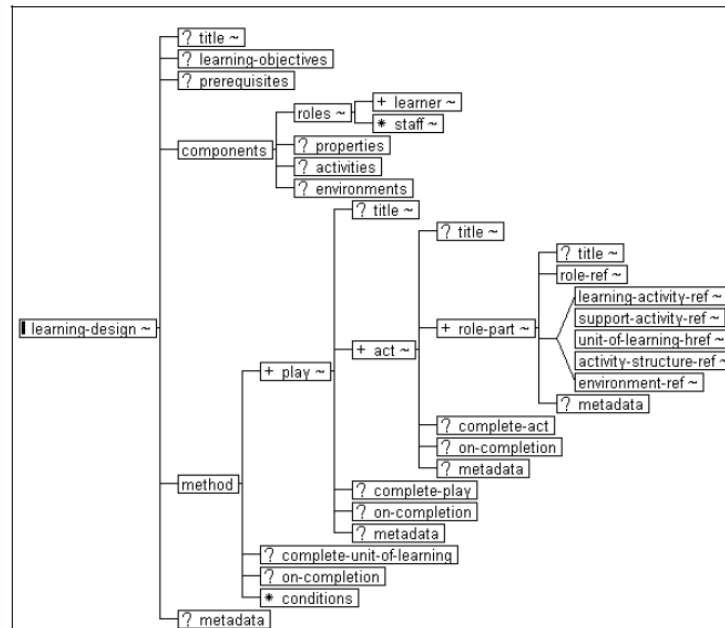 ? title ~
? learning-objectives
? prerequisites
components
roles ~
+ learner ~
* staff ~
? properties
? activities
? environments
learning-design ~
method
+ play ~
? title ~
+ act ~
? title ~
+ role-part ~
? title ~
role-ref ~
learning-activity-ref ~
support-activity-ref ~
unit-of-learning-href ~
activity-structure-ref ~
environment-ref ~
? metadata
? complete-act
? on-completion
? metadata
? complete-play
? on-completion
? metadata
? complete-unit-of-learning
? on-completion
* conditions
? metadata